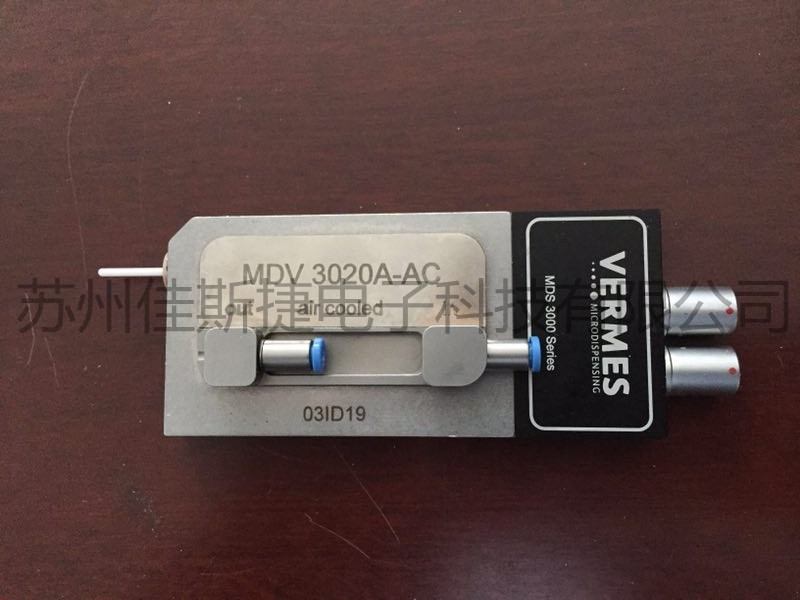 MDV 3020A-AC
out air cooled
03ID19
VERMES
MICRODISPENSING
MDS 3000 Series
苏州佳斯捷电子科技有限公司